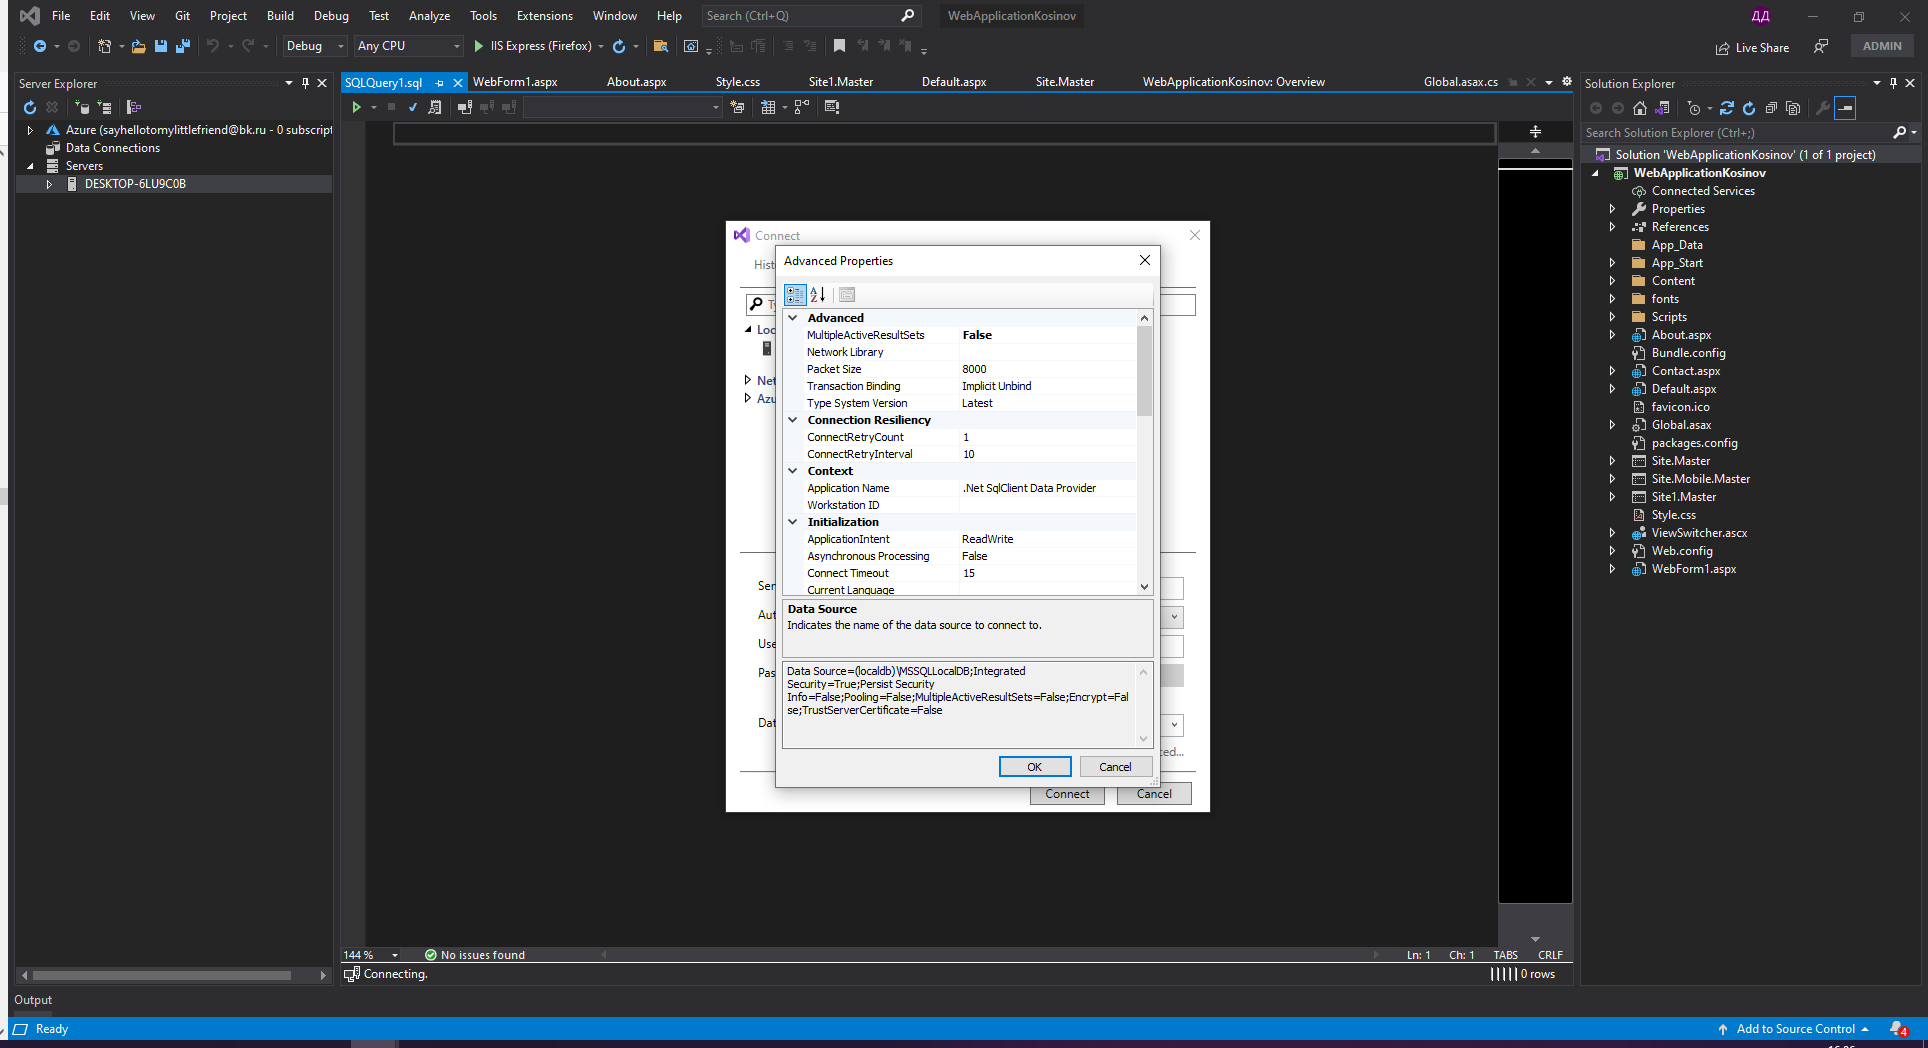 File Edit View Git Project Build Debug Test Analyze Tools Extensions Window Help Search (Ctrl+Q) WebApplicationKosinov ДД
Debug Any CPU IIS Express (Firefox) Live Share ADMIN
Server Explorer
Azure (sayhellotomylittlefriend@bk.ru - 0 subscript
Data Connections
Servers
DESKTOP-6LU9C0B
SQLQuery1.sql WebForm1.aspx About.aspx Style.css Site1.Master Default.aspx Site.Master WebApplicationKosinov: Overview Global.asax.cs
Connect
Hist
Loc
Net
Azu
Ser
Aut
Use
Pas
Dat
ced...
Connect Cancel
Advanced Properties
Advanced
MultipleActiveResultSets False
Network Library
Packet Size 8000
Transaction Binding Implicit Unbind
Type System Version Latest
Connection Resiliency
ConnectRetryCount 1
ConnectRetryInterval 10
Context
Application Name .Net SqlClient Data Provider
Workstation ID
Initialization
ApplicationIntent ReadWrite
Asynchronous Processing False
Connect Timeout 15
Current Language
Data Source
Indicates the name of the data source to connect to.
Data Source=(localdb)\MSSQLLocalDB;Integrated
Security=True;Persist Security
Info=False;Pooling=False;MultipleActiveResultSets=False;Encrypt=Fal
se;TrustServerCertificate=False
OK Cancel
144 % No issues found Ln: 1 Ch: 1 TABS CRLF
Connecting. 0 rows
Solution Explorer
Search Solution Explorer (Ctrl+;)
Solution 'WebApplicationKosinov' (1 of 1 project)
WebApplicationKosinov
Connected Services
Properties
References
App_Data
App_Start
Content
fonts
Scripts
About.aspx
Bundle.config
Contact.aspx
Default.aspx
favicon.ico
Global.asax
packages.config
Site.Master
Site.Mobile.Master
Site1.Master
Style.css
ViewSwitcher.ascx
Web.config
WebForm1.aspx
Output
Ready Add to Source Control 4